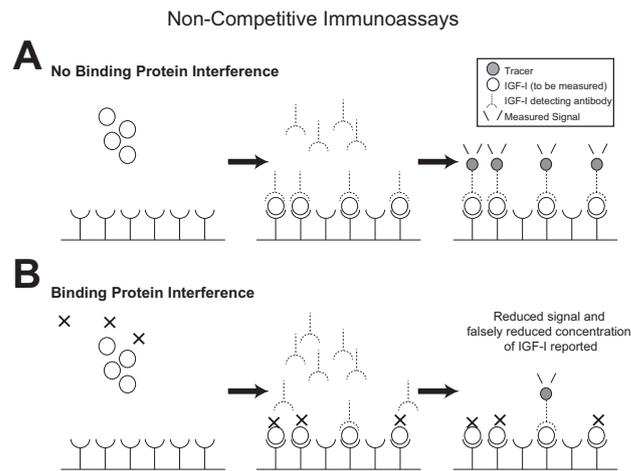 Non-Competitive Immunoassays
A
No Binding Protein Interference
Tracer
IGF-I (to be measured)
IGF-I detecting antibody
Measured Signal
B
Binding Protein Interference
Reduced signal and
falsely reduced concentration
of IGF-I reported